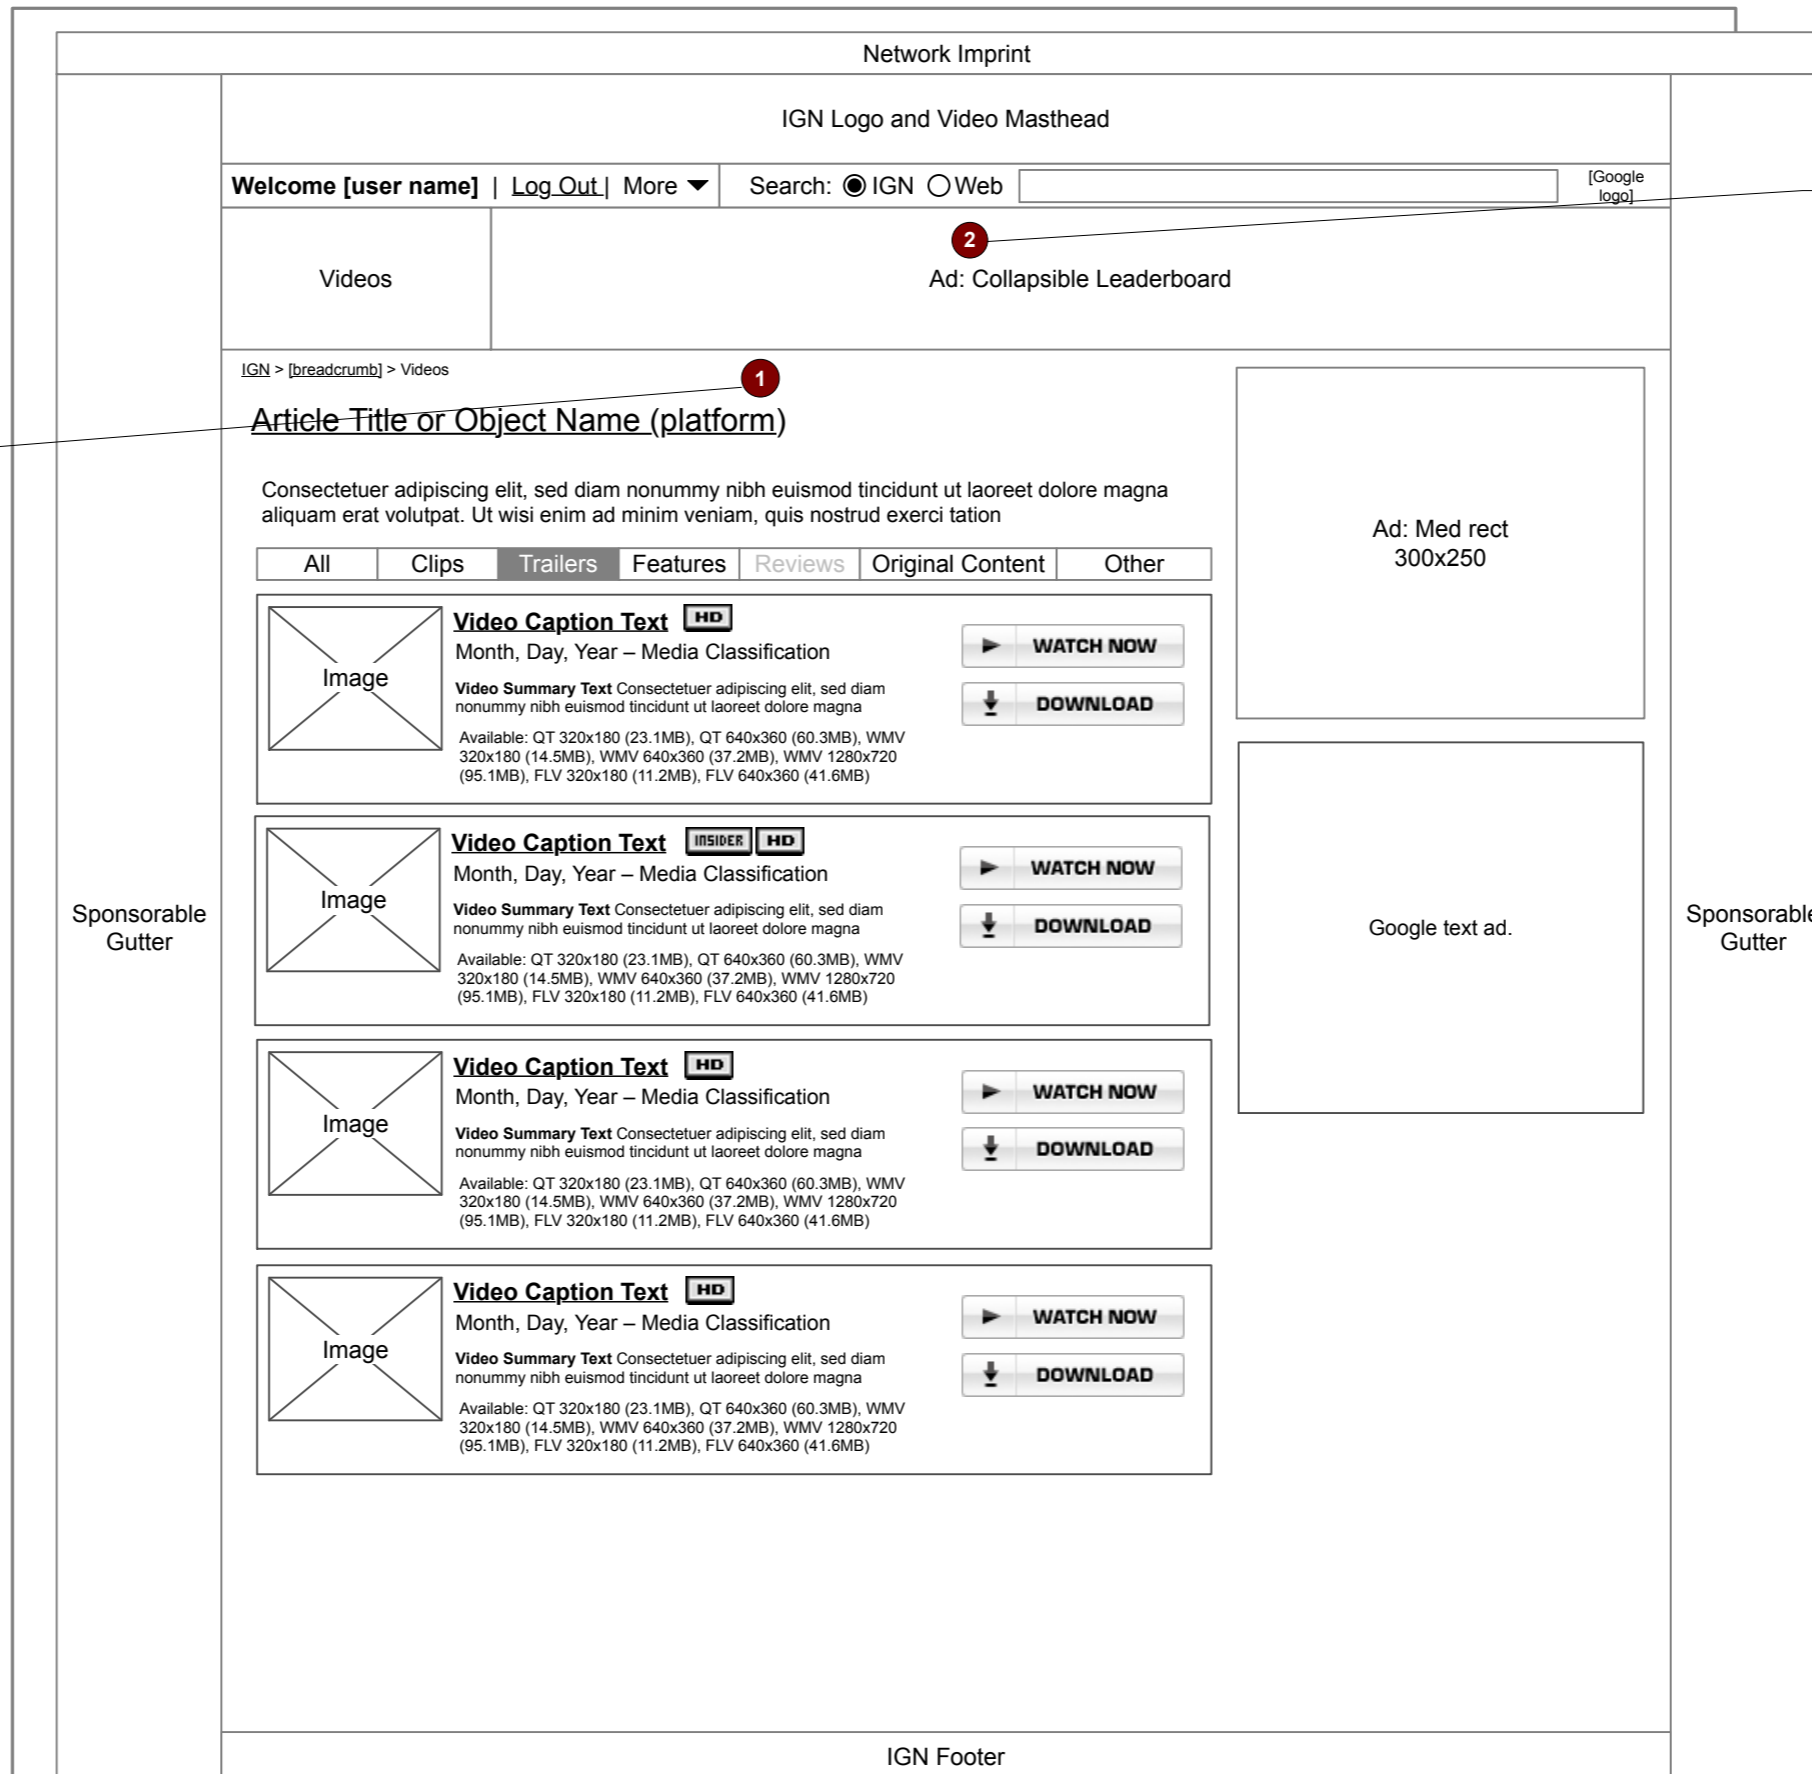 Network Imprint
IGN Logo and Video Masthead
Welcome [user name] | Log Out | More Search: IGN Web [Google
logo]
2
Videos
Ad: Collapsible Leaderboard
IGN > [breadcrumb] > Videos
1
Article Title or Object Name (platform)
Consectetuer adipiscing elit, sed diam nonummy nibh euismod tincidunt ut laoreet dolore magna
aliquam erat volutpat. Ut wisi enim ad minim veniam, quis nostrud exerci tation
All Clips Trailers Features Reviews Original Content Other
Image
Video Caption Text HD
Month, Day, Year – Media Classification
Video Summary Text Consectetuer adipiscing elit, sed diam
nonummy nibh euismod tincidunt ut laoreet dolore magna
Available: QT 320x180 (23.1MB), QT 640x360 (60.3MB), WMV
320x180 (14.5MB), WMV 640x360 (37.2MB), WMV 1280x720
(95.1MB), FLV 320x180 (11.2MB), FLV 640x360 (41.6MB)
WATCH NOW
DOWNLOAD
Image
Video Caption Text INSIDER HD
Month, Day, Year – Media Classification
Video Summary Text Consectetuer adipiscing elit, sed diam
nonummy nibh euismod tincidunt ut laoreet dolore magna
Available: QT 320x180 (23.1MB), QT 640x360 (60.3MB), WMV
320x180 (14.5MB), WMV 640x360 (37.2MB), WMV 1280x720
(95.1MB), FLV 320x180 (11.2MB), FLV 640x360 (41.6MB)
WATCH NOW
DOWNLOAD
Image
Video Caption Text HD
Month, Day, Year – Media Classification
Video Summary Text Consectetuer adipiscing elit, sed diam
nonummy nibh euismod tincidunt ut laoreet dolore magna
Available: QT 320x180 (23.1MB), QT 640x360 (60.3MB), WMV
320x180 (14.5MB), WMV 640x360 (37.2MB), WMV 1280x720
(95.1MB), FLV 320x180 (11.2MB), FLV 640x360 (41.6MB)
WATCH NOW
DOWNLOAD
Image
Video Caption Text HD
Month, Day, Year – Media Classification
Video Summary Text Consectetuer adipiscing elit, sed diam
nonummy nibh euismod tincidunt ut laoreet dolore magna
Available: QT 320x180 (23.1MB), QT 640x360 (60.3MB), WMV
320x180 (14.5MB), WMV 640x360 (37.2MB), WMV 1280x720
(95.1MB), FLV 320x180 (11.2MB), FLV 640x360 (41.6MB)
WATCH NOW
DOWNLOAD
Ad: Med rect
300x250
Google text ad.
Sponsorable
Gutter
Sponsorable
Gutter
IGN Footer